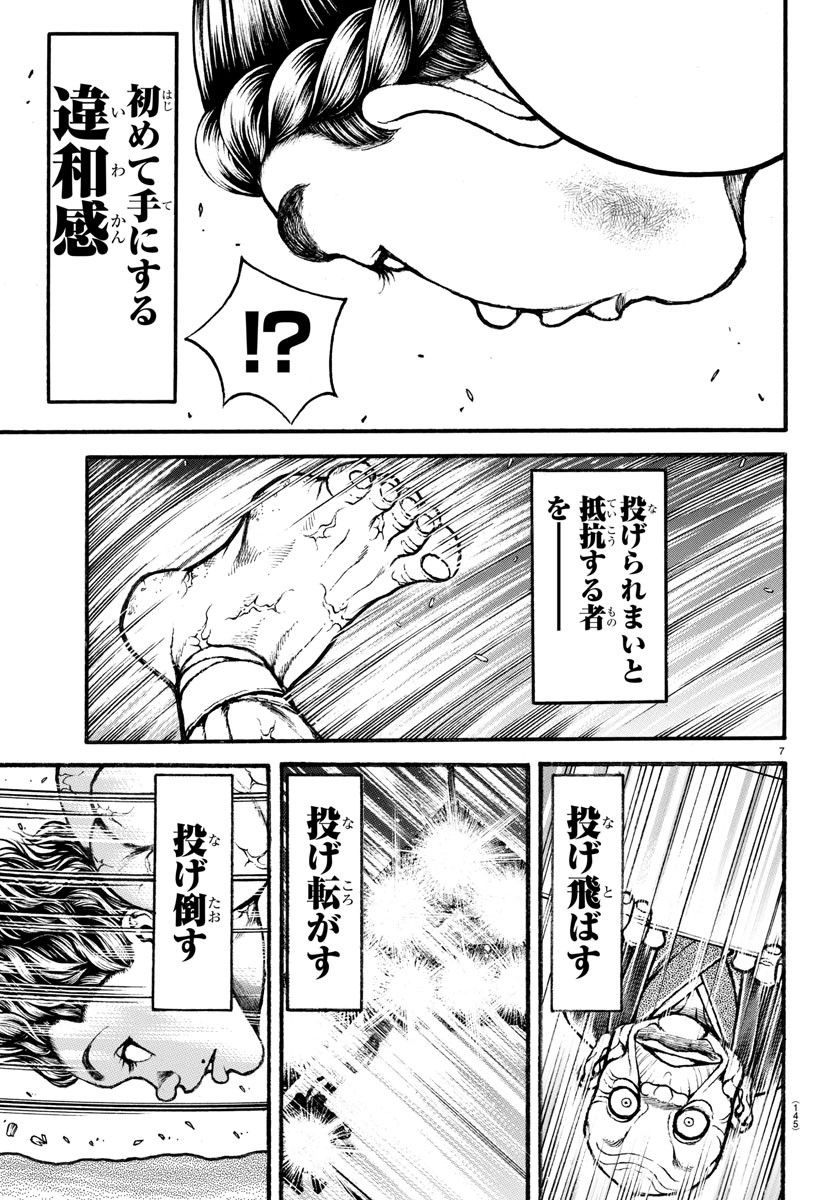 初めて手にする
違和感
!?
投げられまいと
抵抗する者
を――
7
投げ飛ばす
投げ転がす
投げ倒す
(145)